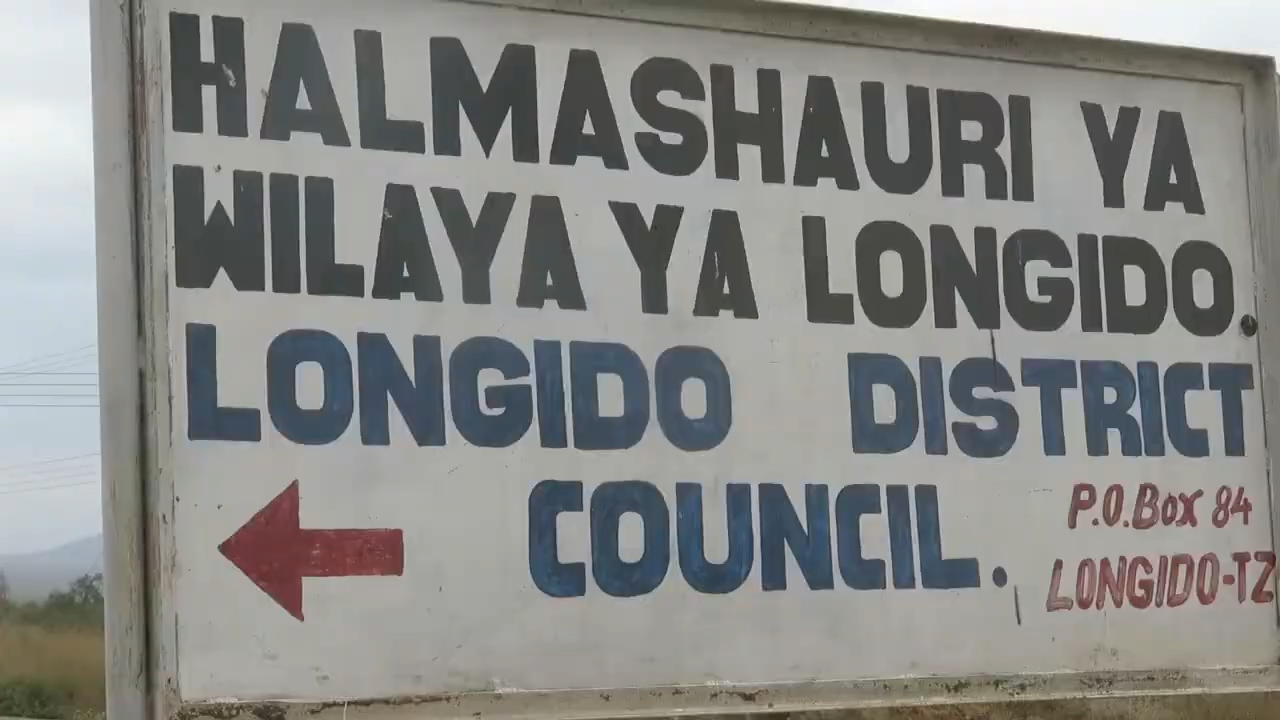 HALMASHAURI YA
WILAYA YA LONGIDO.
LONGIDO DISTRICT
COUNCIL.
P.O.Box 84
LONGIDO-TZ